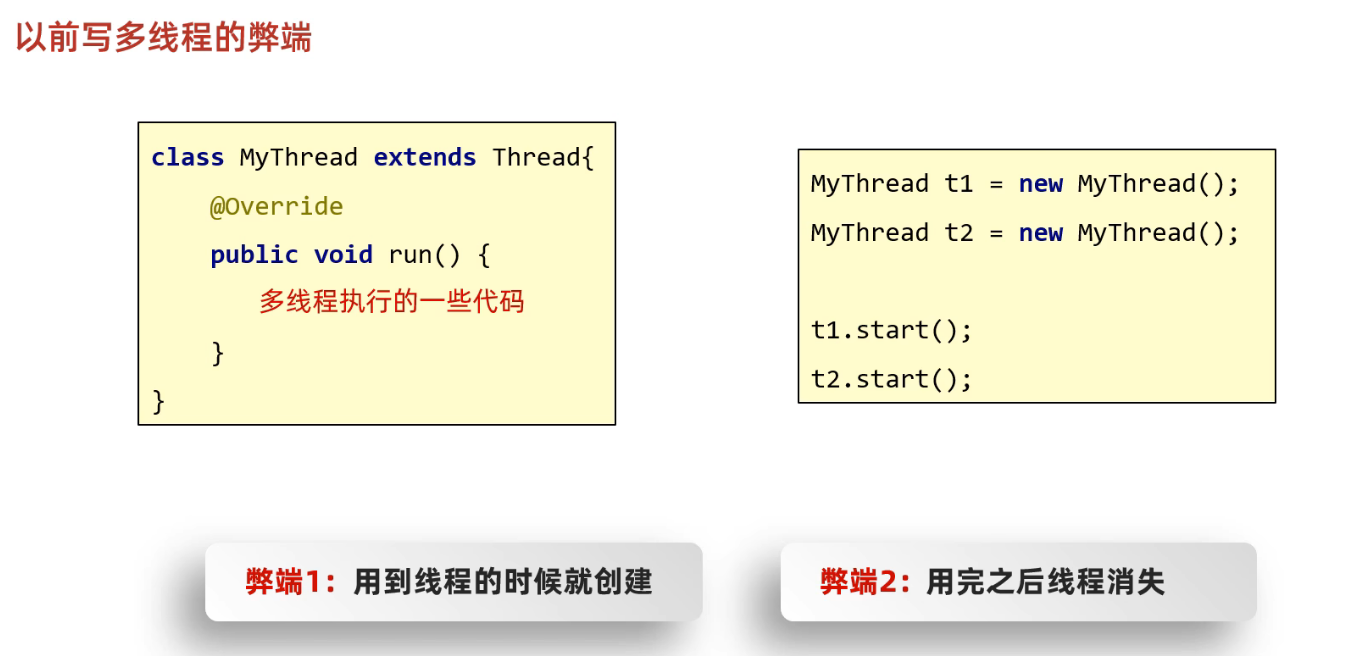 以前写多线程的弊端
class MyThread extends Thread{
@Override
public void run() {
多线程执行的一些代码
}
}
MyThread t1 = new MyThread();
MyThread t2 = new MyThread();
t1.start();
t2.start();
弊端1：用到线程的时候就创建
弊端2：用完之后线程消失